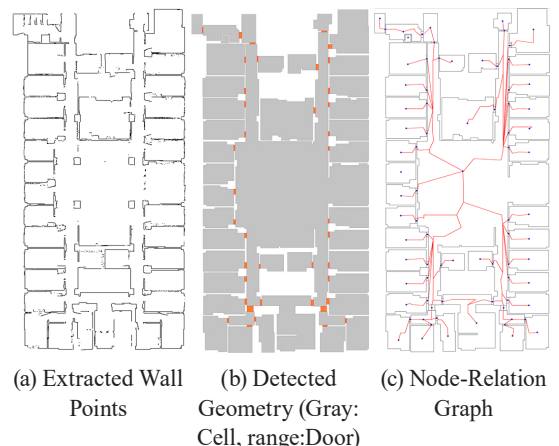 (a) Extracted Wall
Points
(b) Detected
Geometry (Gray:
Cell, range:Door)
(c) Node-Relation
Graph